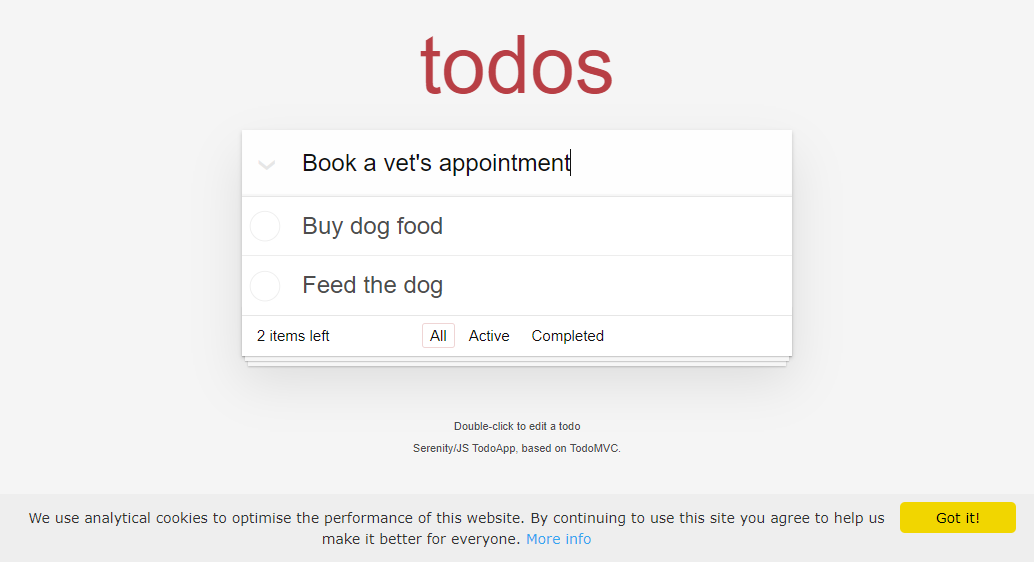 todos
Book a vet's appointment
Buy dog food
Feed the dog
2 items left All Active Completed
Double-click to edit a todo
Serenity/JS TodoApp, based on TodoMVC.
We use analytical cookies to optimise the performance of this website. By continuing to use this site you agree to help us
make it better for everyone. More info
Got it!